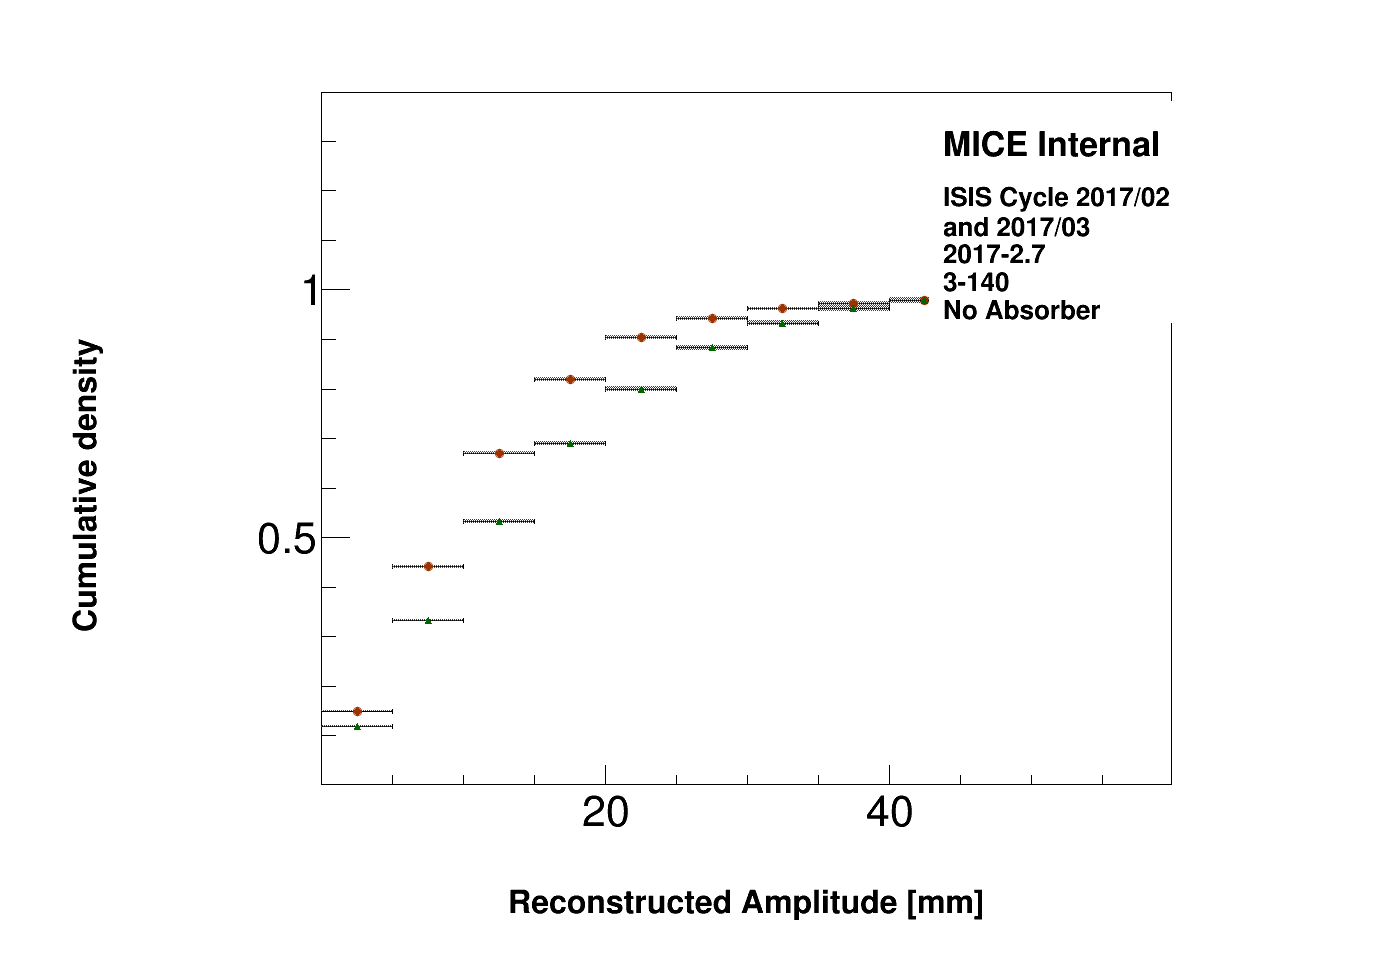 MICE Internal
ISIS Cycle 2017/02
and 2017/03
2017-2.7
3-140
No Absorber
1
0.5
20 40
Cumulative density
Reconstructed Amplitude [mm]